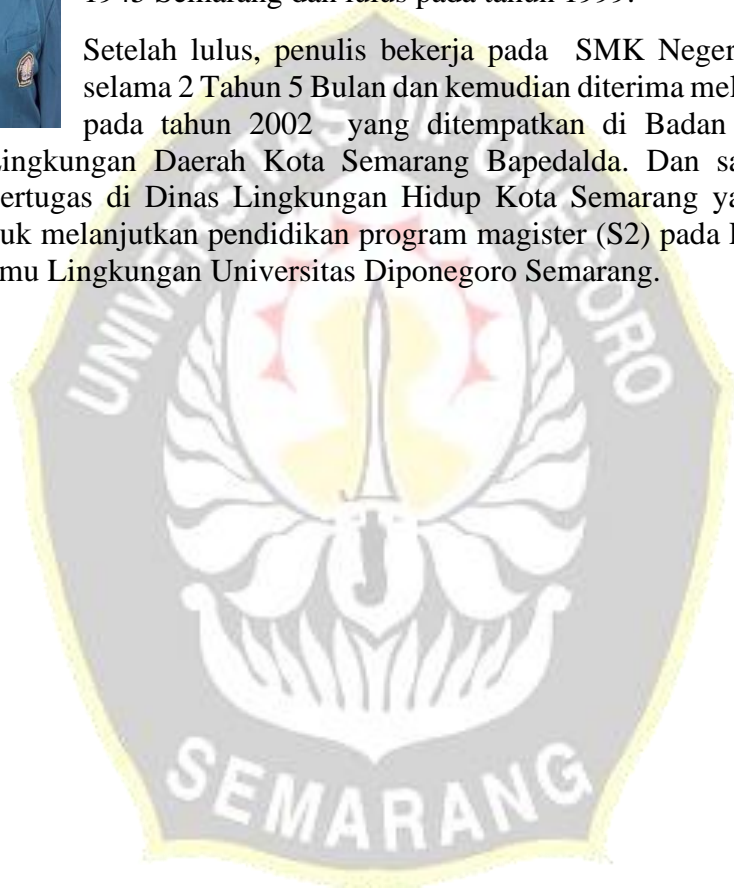 1945 Semarang dan lulus pada tahun 1999.
Setelah lulus, penulis bekerja pada SMK Neger
selama 2 Tahun 5 Bulan dan kemudian diterima mel
pada tahun 2002 yang ditempatkan di Badan
Lingkungan Daerah Kota Semarang Bapedalda. Dan sa
ertugas di Dinas Lingkungan Hidup Kota Semarang ya
uk melanjutkan pendidikan program magister (S2) pada
mu Lingkungan Universitas Diponegoro Semarang.
UNIVERSITAS DIPONEGORO
SEMARANG